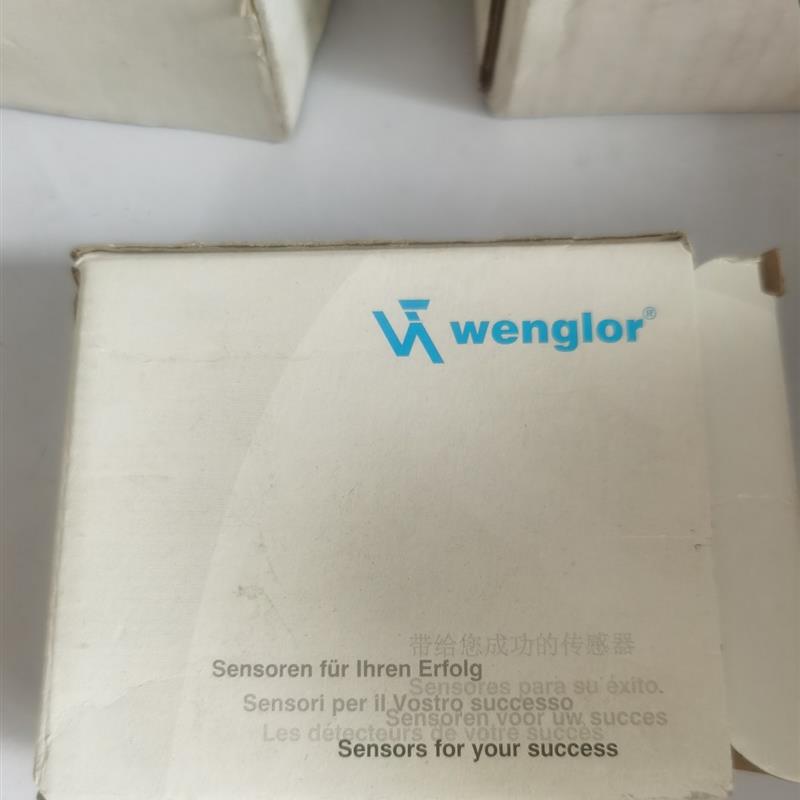 wenglor®
带给您成功的传感器
Sensoren für Ihren Erfolg
Sensores para su éxito.
Sensori per il Vostro successo
Sensoren voor uw succes
Les détecteurs de votre succès
Sensors for your success